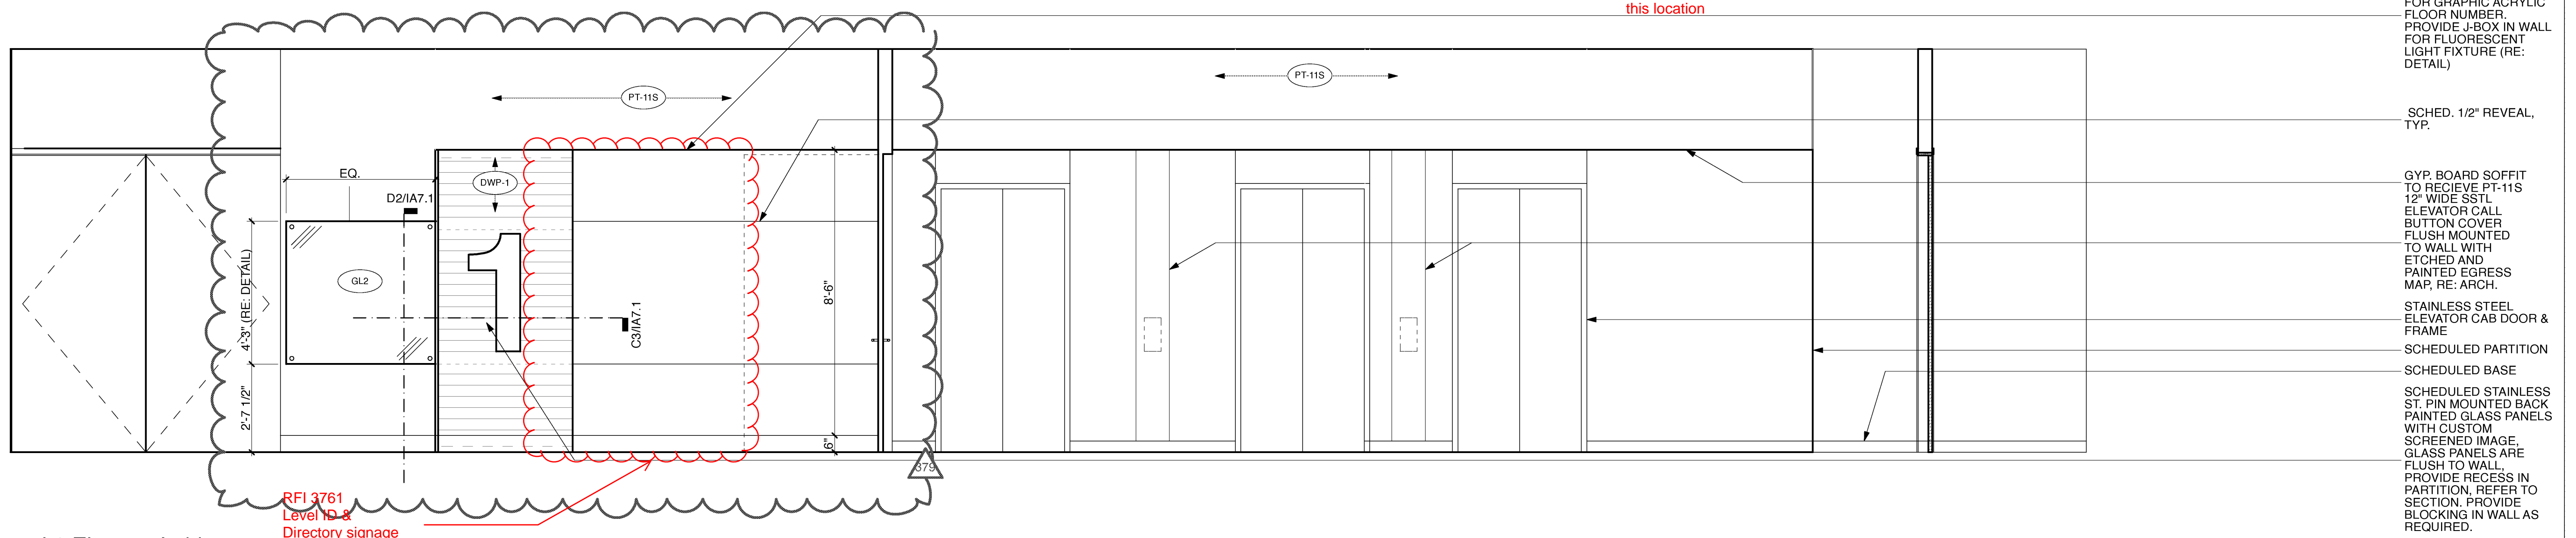 this location
FOR GRAPHIC ACRYLIC
FLOOR NUMBER.
PROVIDE J-BOX IN WALL
FOR FLUORESCENT
LIGHT FIXTURE (RE:
DETAIL)
PT-11S
PT-11S
SCHED. 1/2" REVEAL,
TYP.
EQ.
DWP-1
D2/IA7.1
GL2
4'-3" (RE: DETAIL)
2'-7 1/2"
1
C3/IA7.1
8'-6"
6"
379
GYP. BOARD SOFFIT
TO RECIEVE PT-11S
12" WIDE SSTL
ELEVATOR CALL
BUTTON COVER
FLUSH MOUNTED
TO WALL WITH
ETCHED AND
PAINTED EGRESS
MAP, RE: ARCH.
STAINLESS STEEL
ELEVATOR CAB DOOR &
FRAME
SCHEDULED PARTITION
SCHEDULED BASE
SCHEDULED STAINLESS
ST. PIN MOUNTED BACK
PAINTED GLASS PANELS
WITH CUSTOM
SCREENED IMAGE,
GLASS PANELS ARE
FLUSH TO WALL,
PROVIDE RECESS IN
PARTITION, REFER TO
SECTION. PROVIDE
BLOCKING IN WALL AS
REQUIRED.
RFI 3761
Level ID &
Directory signage